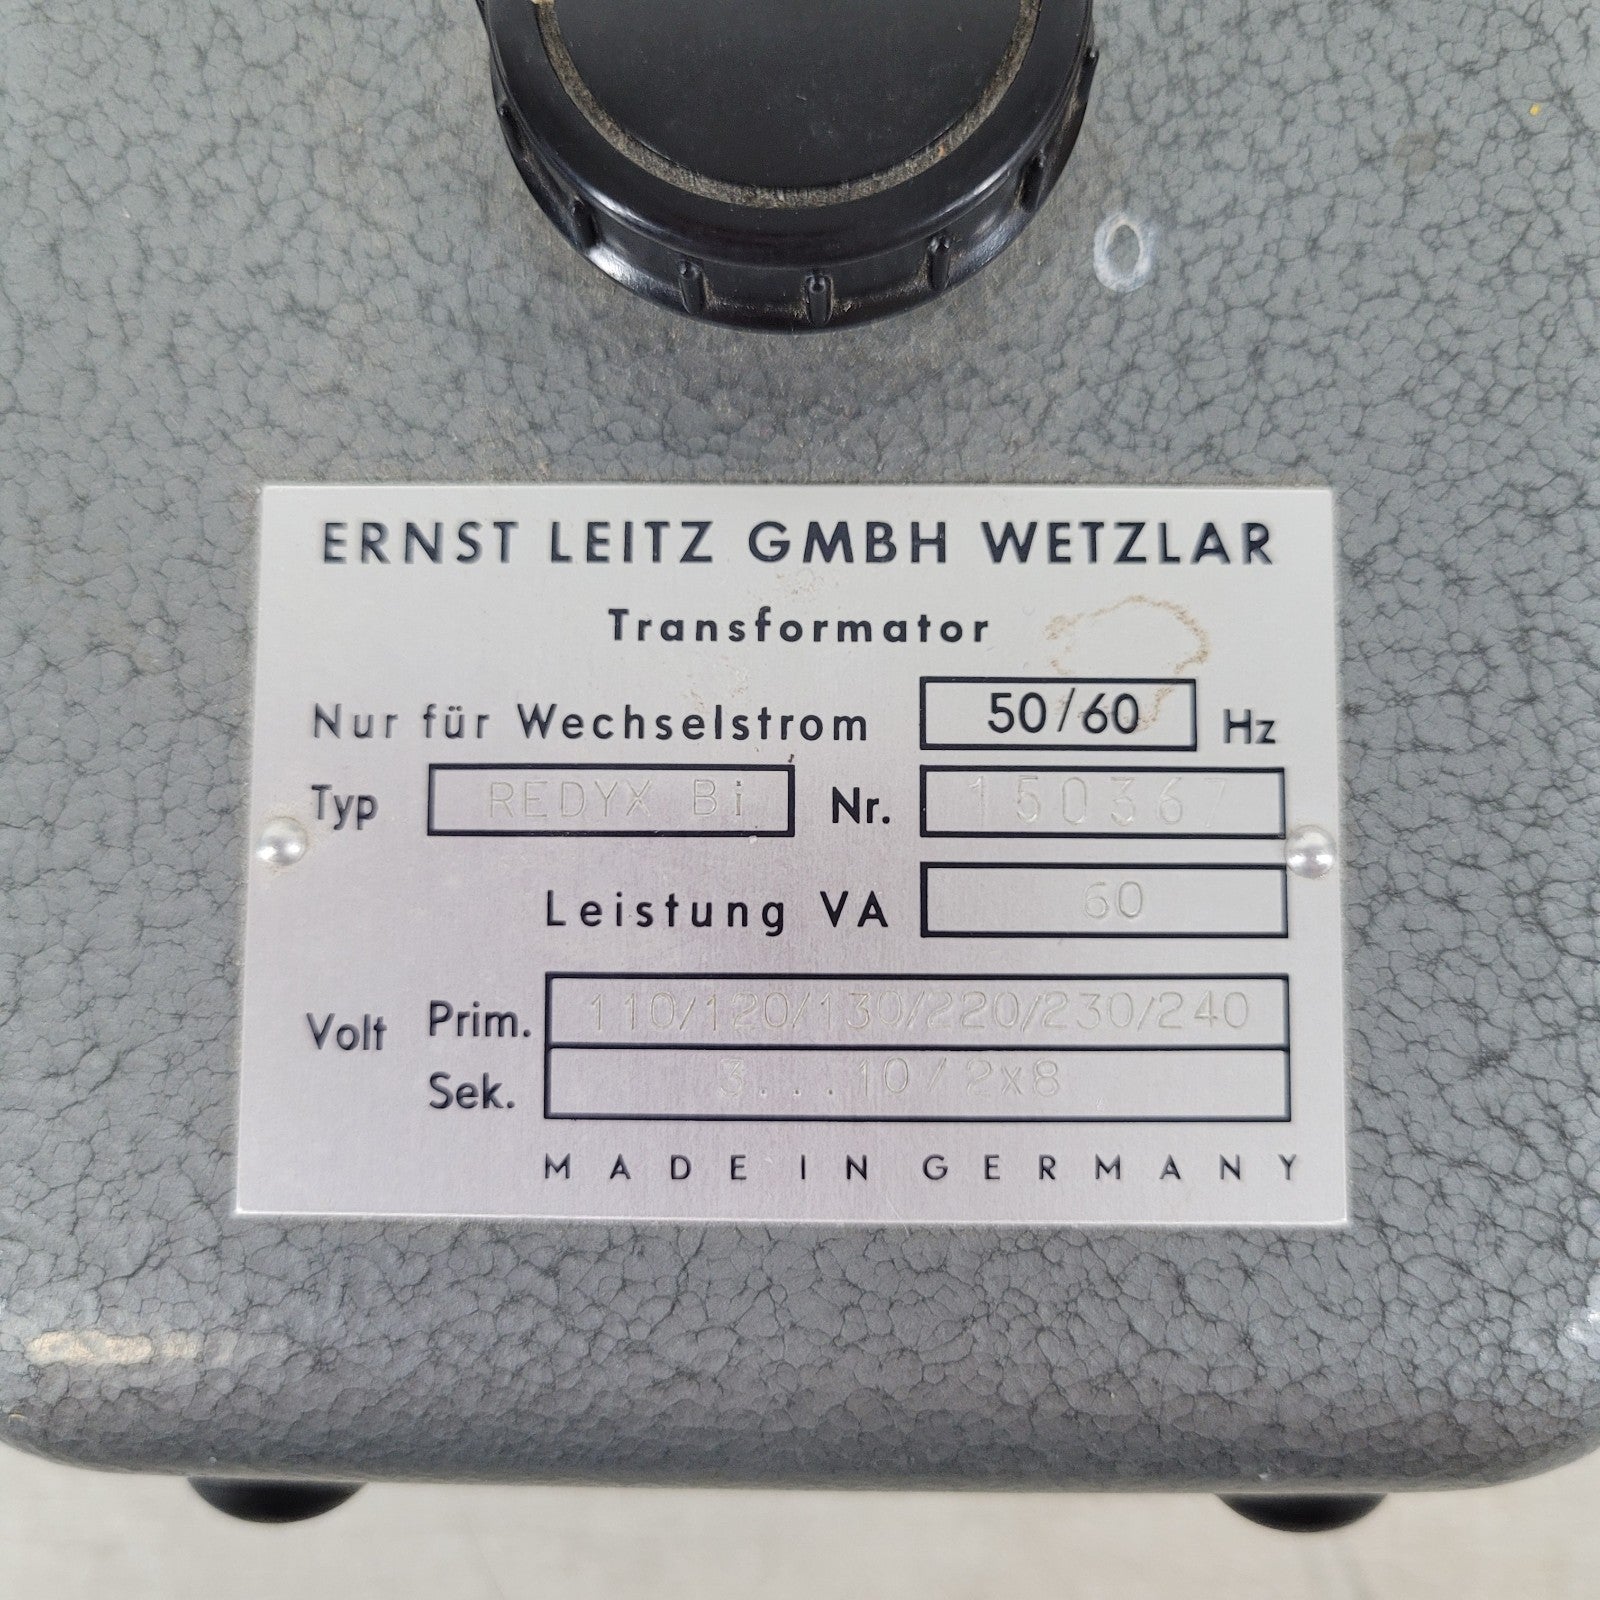 ERNST LEITZ GMBH WETZLAR
Transformator
Nur für Wechselstrom 50/60 Hz
Typ REDYX Bi Nr. 150367
Leistung VA 60
Volt Prim. 110/120/130/220/230/240
Sek. 3...10/2x8
MADE IN GERMANY